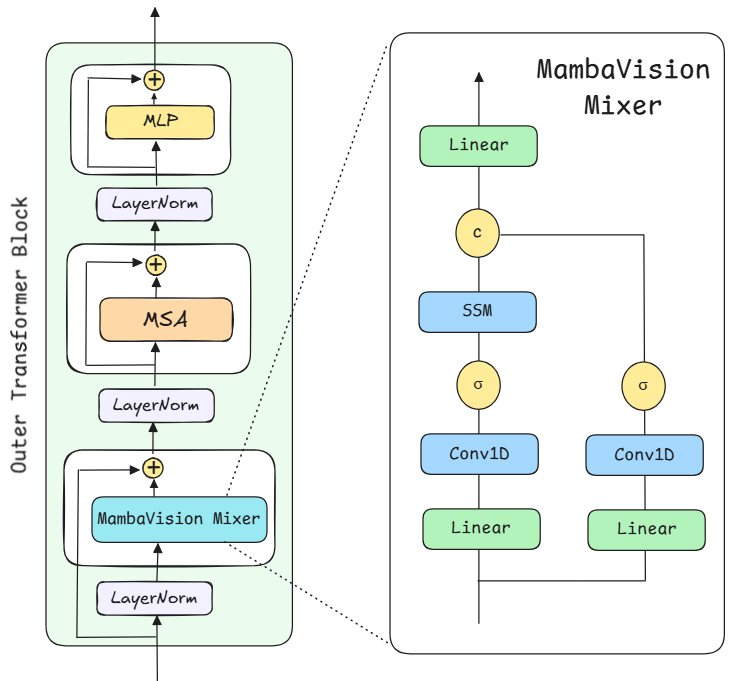 Outer Transformer Block
+
MLP
LayerNorm
+
MSA
LayerNorm
+
MambaVision Mixer
LayerNorm
MambaVision
Mixer
Linear
c
SSM
σ
σ
Conv1D
Conv1D
Linear
Linear